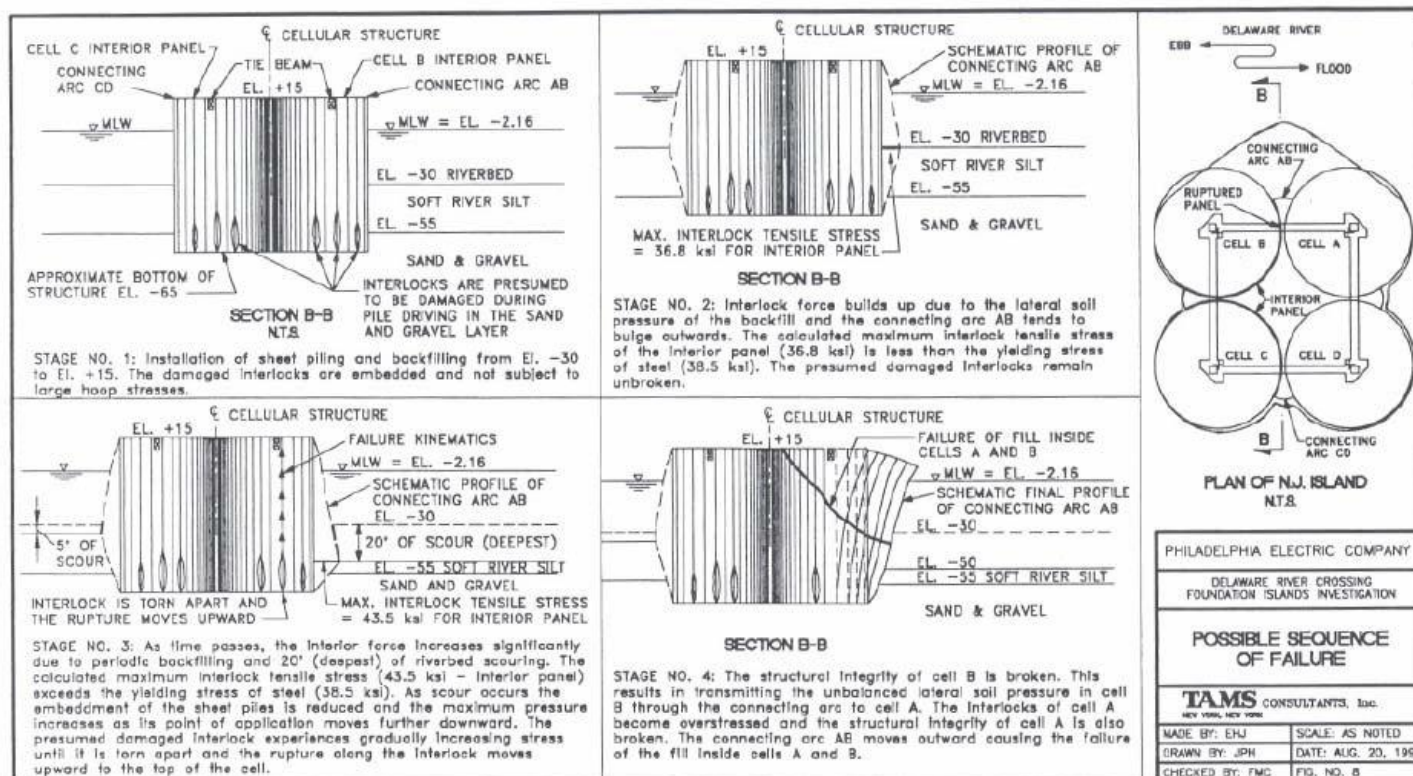 ℄ CELLULAR STRUCTURE
CELL C INTERIOR PANEL
EL. +15
CELL B INTERIOR PANEL
TIE BEAM
CONNECTING
ARC CD
CONNECTING ARC AB
MLW
MLW = EL. -2.16
EL. -30 RIVERBED
SOFT RIVER SILT
EL. -55
SAND & GRAVEL
APPROXIMATE BOTTOM OF
STRUCTURE EL. -65
INTERLOCKS ARE PRESUMED
TO BE DAMAGED DURING
PILE DRIVING IN THE SAND
AND GRAVEL LAYER
SECTION B-B
N.T.S.
STAGE NO. 1: Installation of sheet piling and backfilling from El. -30
to El. +15. The damaged interlocks are embedded and not subject to
large hoop stresses.
℄ CELLULAR STRUCTURE
EL. +15
SCHEMATIC PROFILE OF
CONNECTING ARC AB
MLW = EL. -2.16
EL. -30 RIVERBED
SOFT RIVER SILT
EL. -55
SAND & GRAVEL
MAX. INTERLOCK TENSILE STRESS
= 36.8 ksi FOR INTERIOR PANEL
SECTION B-B
STAGE NO. 2: Interlock force builds up due to the lateral soil
pressure of the backfill and the connecting arc AB tends to
bulge outwards. The calculated maximum interlock tensile stress
of the interior panel (36.8 ksi) is less than the yielding stress
of steel (38.5 ksi). The presumed damaged interlocks remain
unbroken.
℄ CELLULAR STRUCTURE
EL. +15
FAILURE KINEMATICS
MLW = EL. -2.16
SCHEMATIC PROFILE OF
CONNECTING ARC AB
EL. -30
5' OF
SCOUR
20' OF SCOUR (DEEPEST)
EL. -55 SOFT RIVER SILT
SAND AND GRAVEL
INTERLOCK IS TORN APART AND
THE RUPTURE MOVES UPWARD
MAX. INTERLOCK TENSILE STRESS
= 43.5 ksi FOR INTERIOR PANEL
STAGE NO. 3: As time passes, the interior force increases significantly
due to periodic backfilling and 20' (deepest) of riverbed scouring. The
calculated maximum interlock tensile stress (43.5 ksi - interior panel)
exceeds the yielding stress of steel (38.5 ksi). As scour occurs the
embeddment of the sheet piles is reduced and the maximum pressure
increases as its point of application moves further downward. The
presumed damaged interlock experiences gradually increasing stress
until it is torn apart and the rupture along the interlock moves
upward to the top of the cell.
℄ CELLULAR STRUCTURE
EL. +15
FAILURE OF FILL INSIDE
CELLS A AND B
MLW = EL. -2.16
SCHEMATIC FINAL PROFILE
OF CONNECTING ARC AB
EL. -30
EL. -50
EL. -55 SOFT RIVER SILT
SAND & GRAVEL
SECTION B-B
STAGE NO. 4: The structural integrity of cell B is broken. This
results in transmitting the unbalanced lateral soil pressure in cell
B through the connecting arc to cell A. The interlocks of cell A
become overstressed and the structural integrity of cell A is also
broken. The connecting arc AB moves outward causing the failure
of the fill inside cells A and B.
DELAWARE RIVER
EBB
FLOOD
B
CONNECTING
ARC AB
RUPTURED
PANEL
CELL B
CELL A
INTERIOR
PANEL
CELL C
CELL D
B
CONNECTING
ARC CD
PLAN OF N.J. ISLAND
N.T.S.
PHILADELPHIA ELECTRIC COMPANY
DELAWARE RIVER CROSSING
FOUNDATION ISLANDS INVESTIGATION
POSSIBLE SEQUENCE
OF FAILURE
TAMS CONSULTANTS, Inc.
NEW YORK, NEW YORK
MADE BY: EHJ
SCALE: AS NOTED
DRAWN BY: JPH
DATE: AUG. 20, 199
CHECKED BY: FMC
FIG. NO. 8